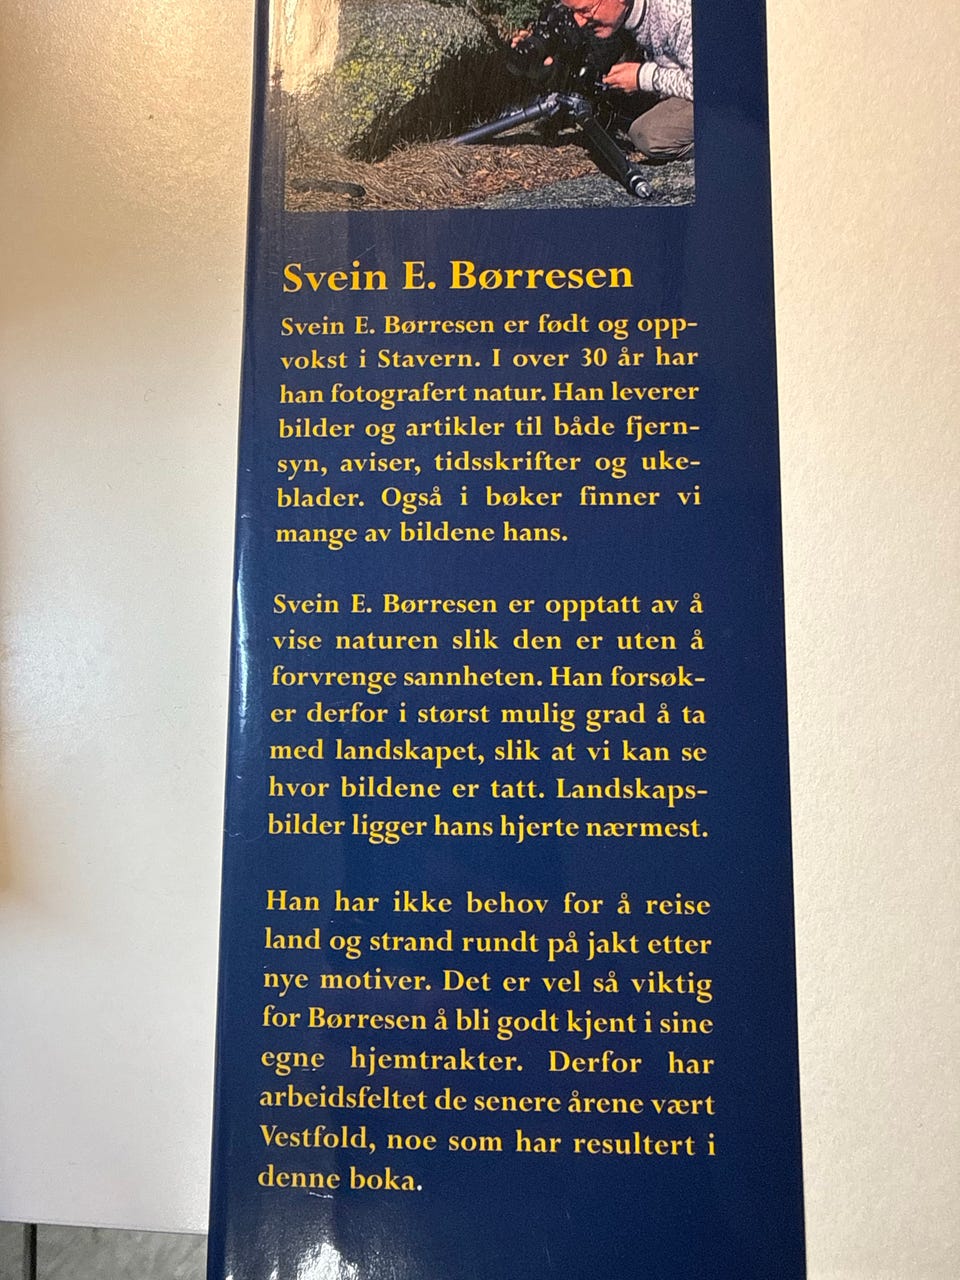 Svein E. Børresen
Svein E. Børresen er født og opp-
vokst i Stavern. I over 30 år har
han fotografert natur. Han leverer
bilder og artikler til både fjern-
syn, aviser, tidsskrifter og uke-
blader. Også i bøker finner vi
mange av bildene hans.
Svein E. Børresen er opptatt av å
vise naturen slik den er uten å
forvrenge sannheten. Han forsøk-
er derfor i størst mulig grad å ta
med landskapet, slik at vi kan se
hvor bildene er tatt. Landskaps-
bilder ligger hans hjerte nærmest.
Han har ikke behov for å reise
land og strand rundt på jakt etter
nye motiver. Det er vel så viktig
for Børresen å bli godt kjent i sine
egne hjemtrakter. Derfor har
arbeidsfeltet de senere årene vært
Vestfold, noe som har resultert i
denne boka.